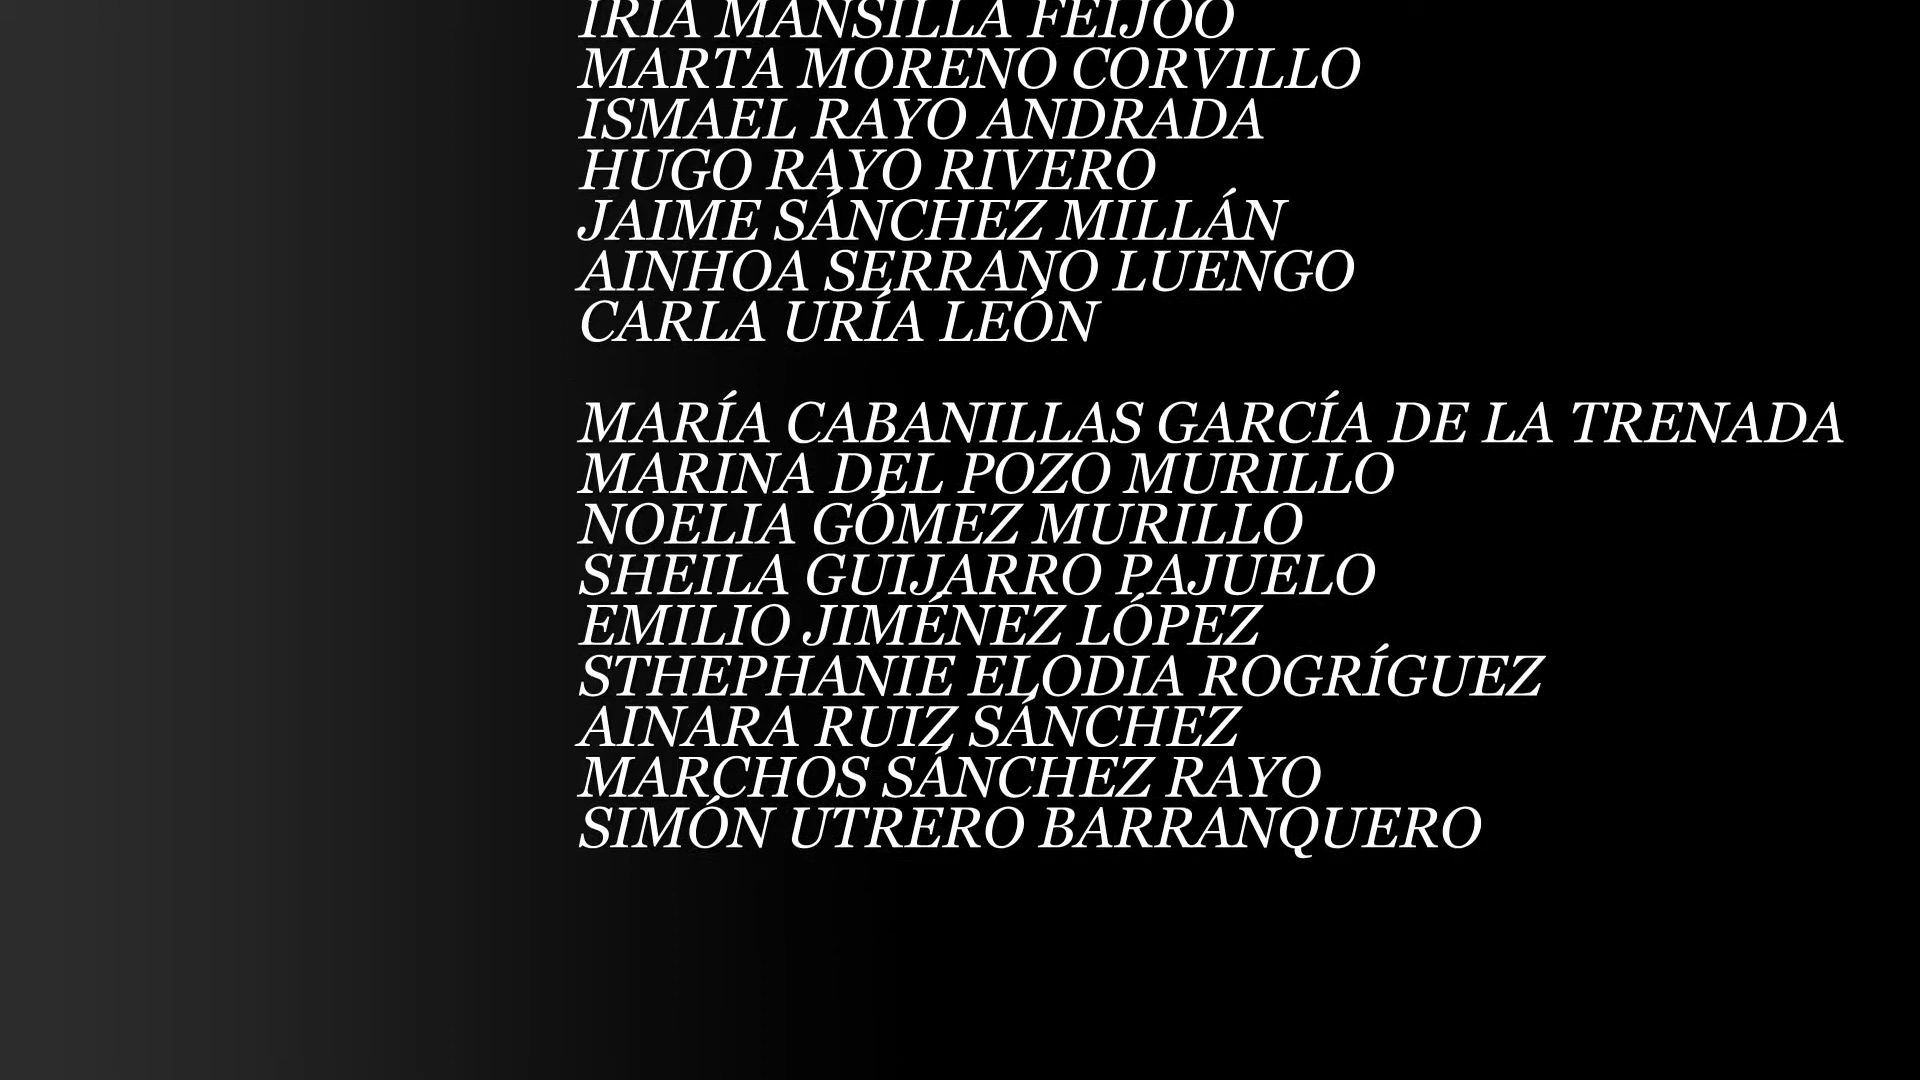 IRIA MANSILLA FEIJOO
MARTA MORENO CORVILLO
ISMAEL RAYO ANDRADA
HUGO RAYO RIVERO
JAIME SÁNCHEZ MILLÁN
AINHOA SERRANO LUENGO
CARLA URÍA LEÓN
MARÍA CABANILLAS GARCÍA DE LA TRENADA
MARINA DEL POZO MURILLO
NOELIA GÓMEZ MURILLO
SHEILA GUIJARRO PAJUELO
EMILIO JIMÉNEZ LÓPEZ
STHEPHANIE ELODIA ROGRÍGUEZ
AINARA RUIZ SÁNCHEZ
MARCHOS SÁNCHEZ RAYO
SIMÓN UTRERO BARRANQUERO